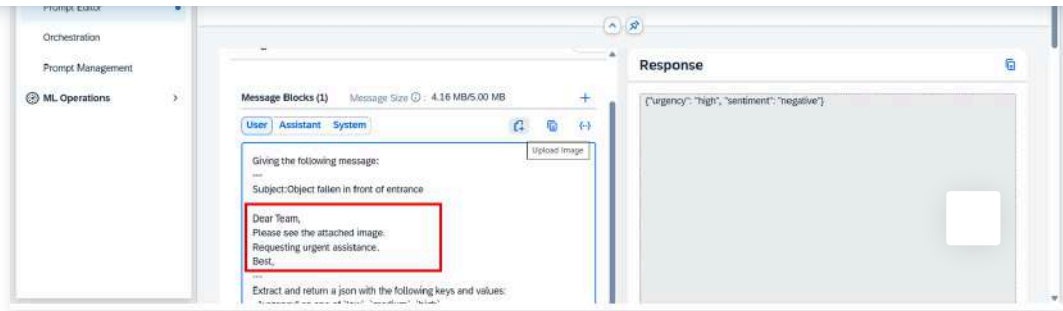 Prompt Editor
Orchestration
Prompt Management
ML Operations
Message Blocks (1) Message Size : 4.16 MB/5.00 MB
User Assistant System
Upload Image
Giving the following message:
---
Subject:Object fallen in front of entrance
Dear Team,
Please see the attached image.
Requesting urgent assistance.
Best,
---
Extract and return a json with the following keys and values:
Response
{"urgency": "high", "sentiment": "negative"}